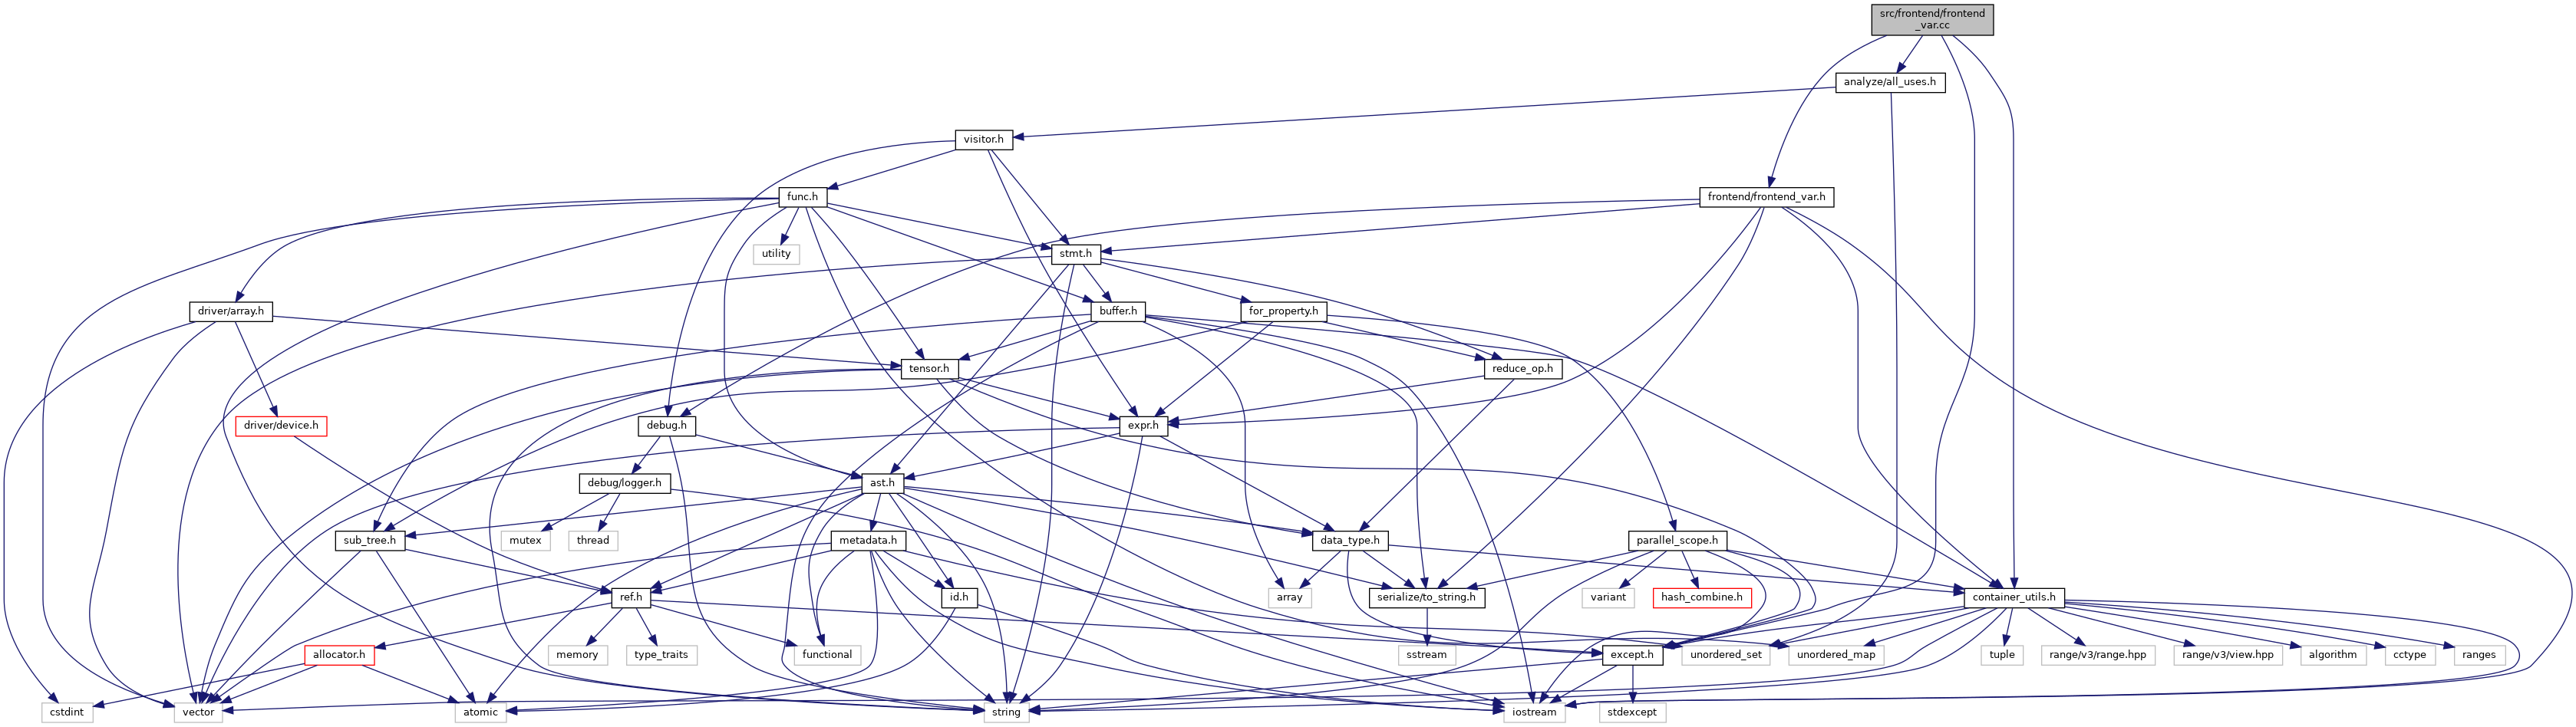 src/frontend/frontend
_var.cc
analyze/all_uses.h
visitor.h
func.h
frontend/frontend_var.h
utility
stmt.h
driver/array.h
buffer.h
for_property.h
tensor.h
reduce_op.h
driver/device.h
debug.h
expr.h
debug/logger.h
ast.h
mutex
thread
sub_tree.h
metadata.h
data_type.h
parallel_scope.h
ref.h
id.h
array
serialize/to_string.h
variant
hash_combine.h
container_utils.h
allocator.h
memory
type_traits
functional
sstream
except.h
unordered_set
unordered_map
tuple
range/v3/range.hpp
range/v3/view.hpp
algorithm
cctype
ranges
cstdint
vector
atomic
string
iostream
stdexcept